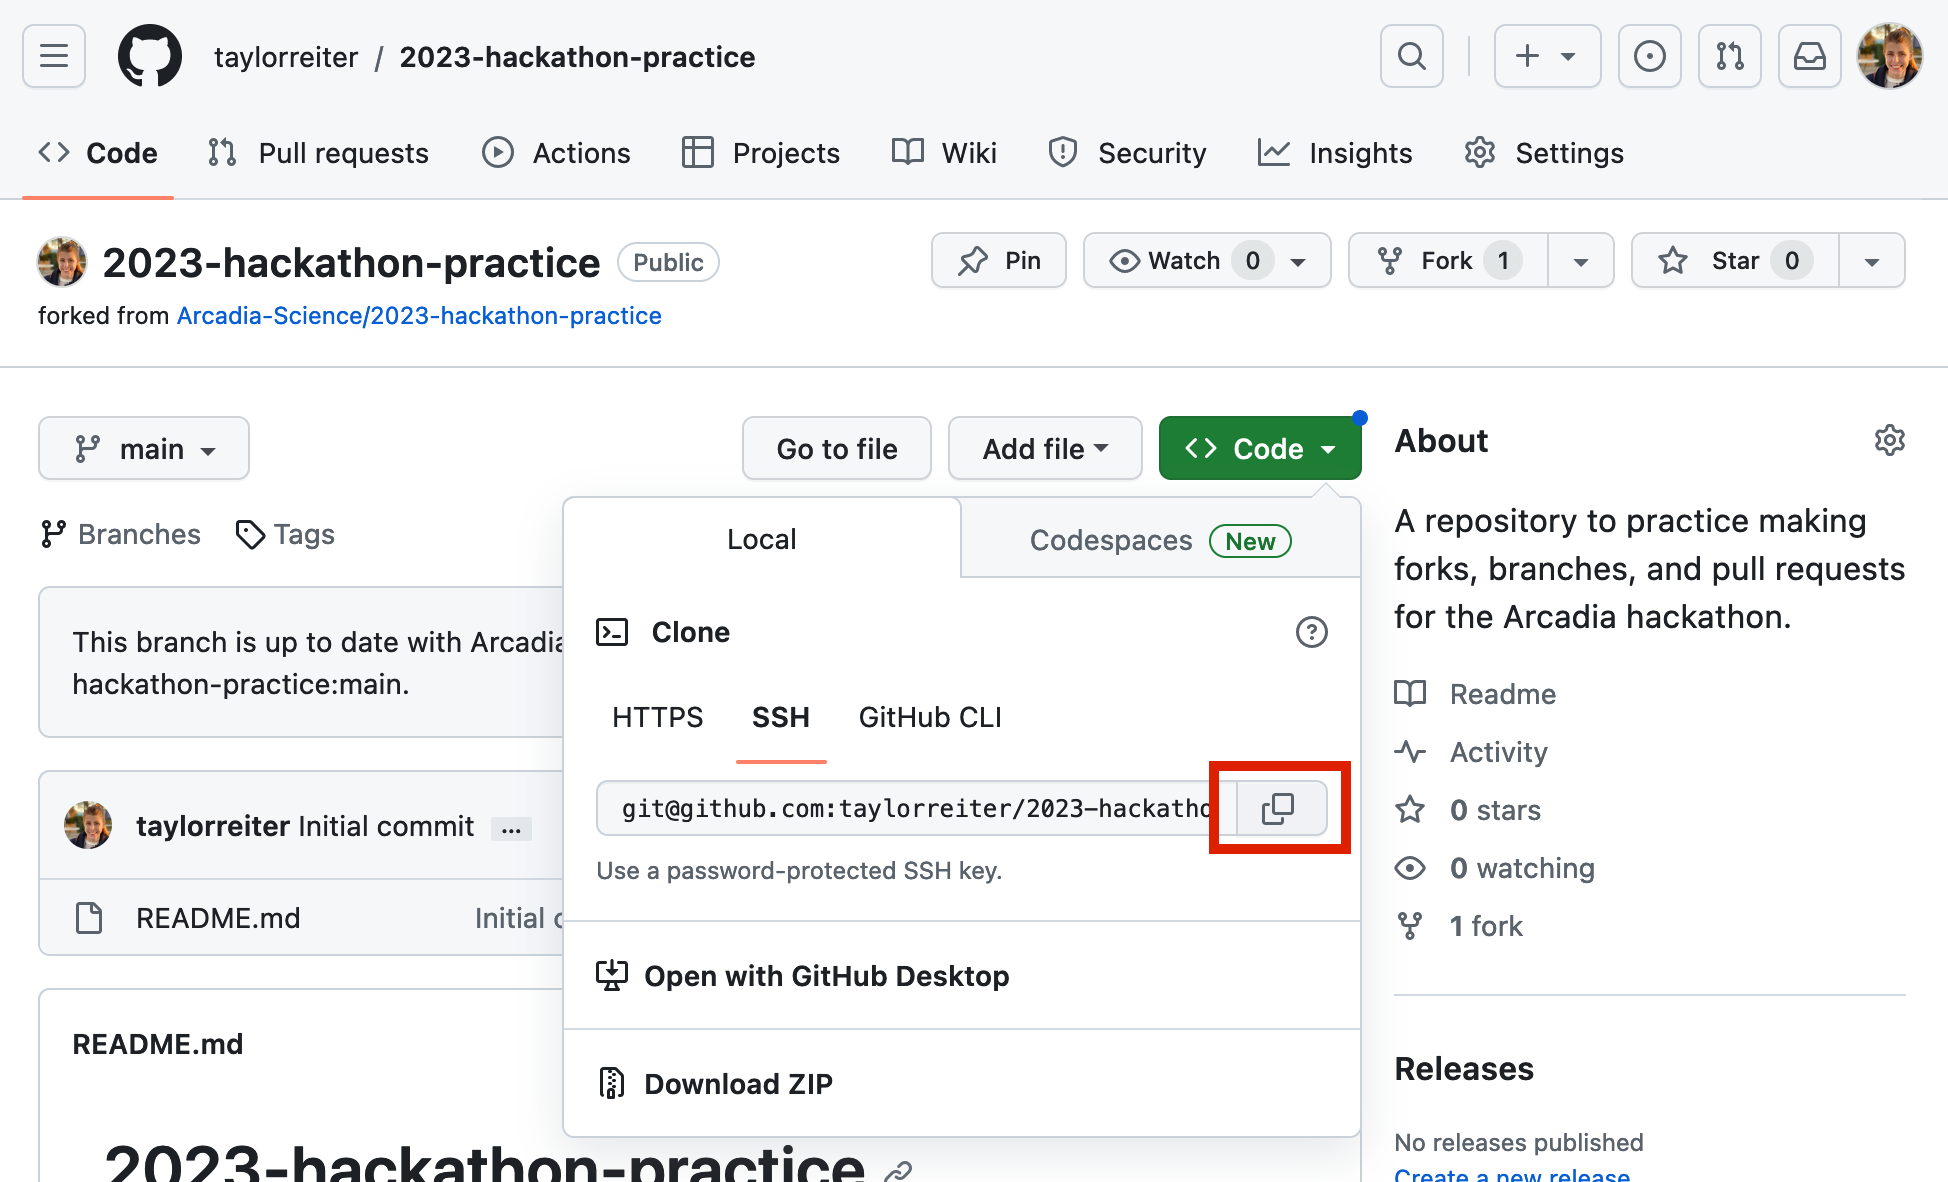 taylorreiter / 2023-hackathon-practice
Code Pull requests Actions Projects Wiki Security Insights Settings
2023-hackathon-practice Public
Pin Watch 0 Fork 1 Star 0
forked from Arcadia-Science/2023-hackathon-practice
main Go to file Add file Code
About
Branches Tags
Local Codespaces New
A repository to practice making
forks, branches, and pull requests
for the Arcadia hackathon.
This branch is up to date with Arcadia
hackathon-practice:main.
Clone
HTTPS SSH GitHub CLI
git@github.com:taylorreiter/2023-hackatho
Use a password-protected SSH key.
Readme
Activity
0 stars
0 watching
1 fork
taylorreiter Initial commit ...
README.md Initial c
Open with GitHub Desktop
Download ZIP
README.md
2023-hackathon-practice
Releases
No releases published
Create a new release